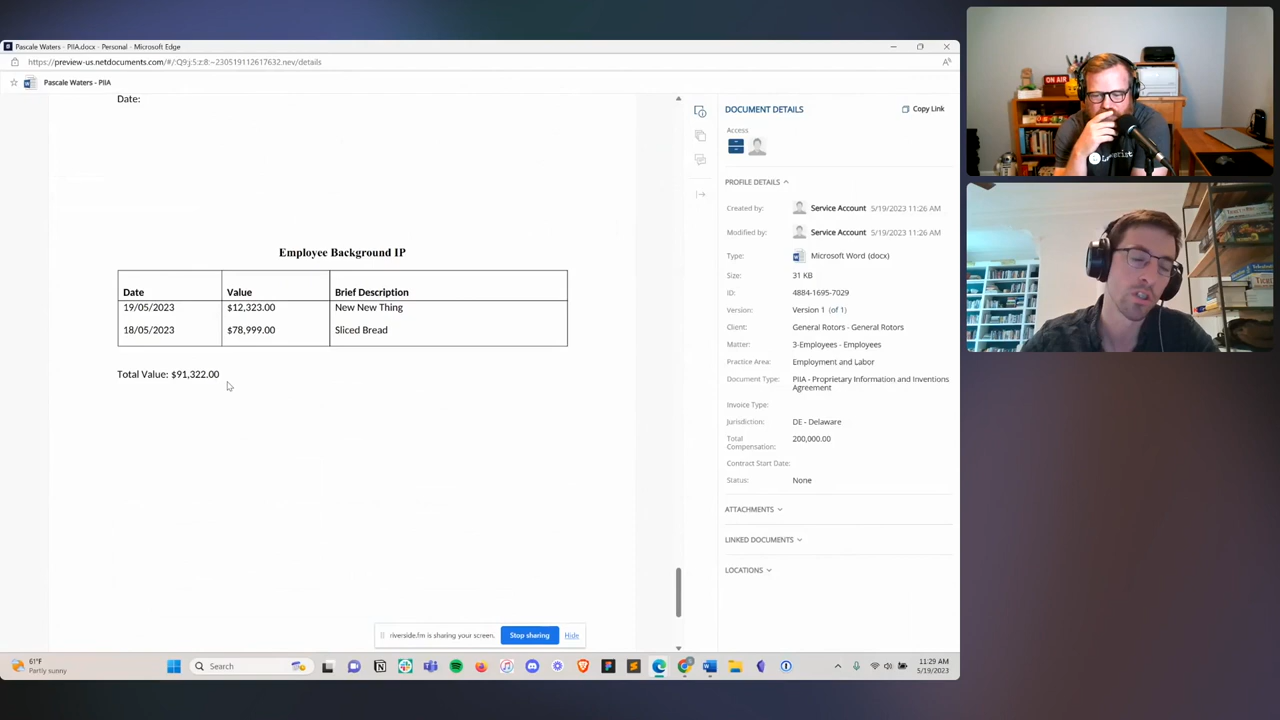 Pascale Waters - PIIA.docx - Personal - Microsoft Edge
https://preview-us.netdocuments.com/#/:Q9:j:5:z:8:~230519112617632.nev/details
Pascale Waters - PIIA
Date:
Employee Background IP
Date Value Brief Description
19/05/2023 $12,323.00 New New Thing
18/05/2023 $78,999.00 Sliced Bread
Total Value: $91,322.00
DOCUMENT DETAILS
Copy Link
Access
PROFILE DETAILS
Created by: Service Account 5/19/2023 11:26 AM
Modified by: Service Account 5/19/2023 11:26 AM
Type: Microsoft Word (docx)
Size: 31 KB
ID: 4884-1695-7029
Version: Version 1 (of 1)
Client: General Rotors - General Rotors
Matter: 3-Employees - Employees
Practice Area: Employment and Labor
Document Type: PIIA - Proprietary Information and Inventions
Agreement
Invoice Type:
Jurisdiction: DE - Delaware
Total
Compensation: 200,000.00
Contract Start Date:
Status: None
ATTACHMENTS
LINKED DOCUMENTS
LOCATIONS
riverside.fm is sharing your screen. Stop sharing Hide
61°F
Partly sunny
Search
11:29 AM
5/19/2023
ON AIR